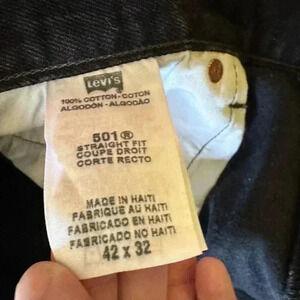 Levi's
100% COTTON - COTON
ALGODÓN - ALGODÃO
501®
STRAIGHT FIT
COUPE DROIT
CORTE RECTO
MADE IN HAITI
FABRIQUE AU HAITI
FABRICADO EN HAITI
FABRICADO NO HAITI
42 X 32